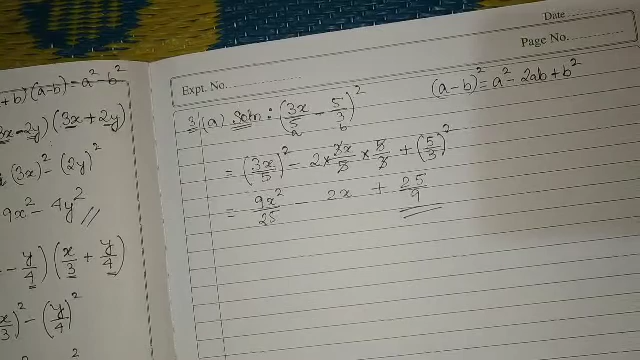 Date............
Page No. ............
Expt. No............
+ b) (a-b) = a² - b²
3x - 2y) (3x + 2y)
(3x)² - (2y)²
9x² - 4y² //
- y/4) (x/3 + y/4)
x/3)² - (y/4)²
(a-b)² = a² - 2ab + b²
3. (a) Soln : (3x/5 - 5/3)²
a b
= (3x/5)² - 2 × 3x/5 × 5/3 + (5/3)²
= 9x²/25 - 2x + 25/9